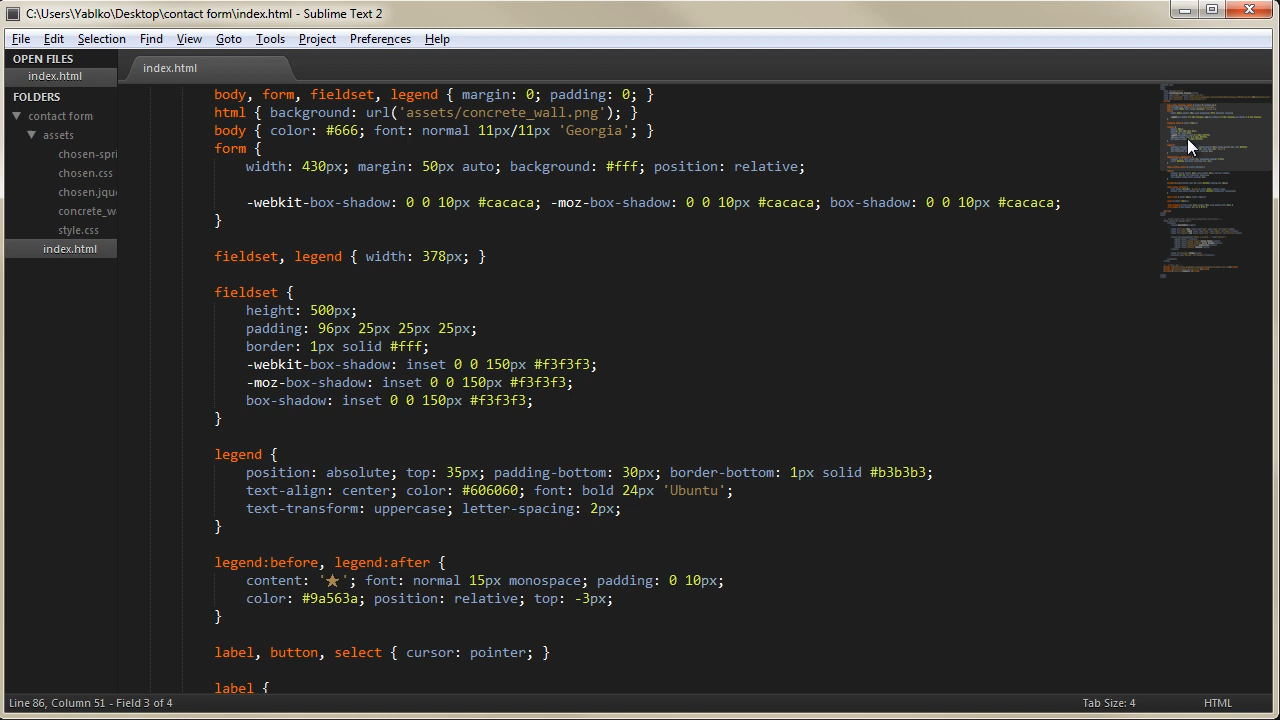 C:\Users\Yablko\Desktop\contact form\index.html - Sublime Text 2
File Edit Selection Find View Goto Tools Project Preferences Help
OPEN FILES
index.html
FOLDERS
contact form
assets
chosen-spri
chosen.css
chosen.jque
concrete_wa
style.css
index.html
index.html
body, form, fieldset, legend { margin: 0; padding: 0; }
html { background: url('assets/concrete_wall.png'); }
body { color: #666; font: normal 11px/11px 'Georgia'; }
form {
width: 430px; margin: 50px auto; background: #fff; position: relative;
-webkit-box-shadow: 0 0 10px #cacaca; -moz-box-shadow: 0 0 10px #cacaca; box-shadow: 0 0 10px #cacaca;
}
fieldset, legend { width: 378px; }
fieldset {
height: 500px;
padding: 96px 25px 25px 25px;
border: 1px solid #fff;
-webkit-box-shadow: inset 0 0 150px #f3f3f3;
-moz-box-shadow: inset 0 0 150px #f3f3f3;
box-shadow: inset 0 0 150px #f3f3f3;
}
legend {
position: absolute; top: 35px; padding-bottom: 30px; border-bottom: 1px solid #b3b3b3;
text-align: center; color: #606060; font: bold 24px 'Ubuntu';
text-transform: uppercase; letter-spacing: 2px;
}
legend:before, legend:after {
content: '★'; font: normal 15px monospace; padding: 0 10px;
color: #9a563a; position: relative; top: -3px;
}
label, button, select { cursor: pointer; }
label {
Line 86, Column 51 - Field 3 of 4
Tab Size: 4
HTML